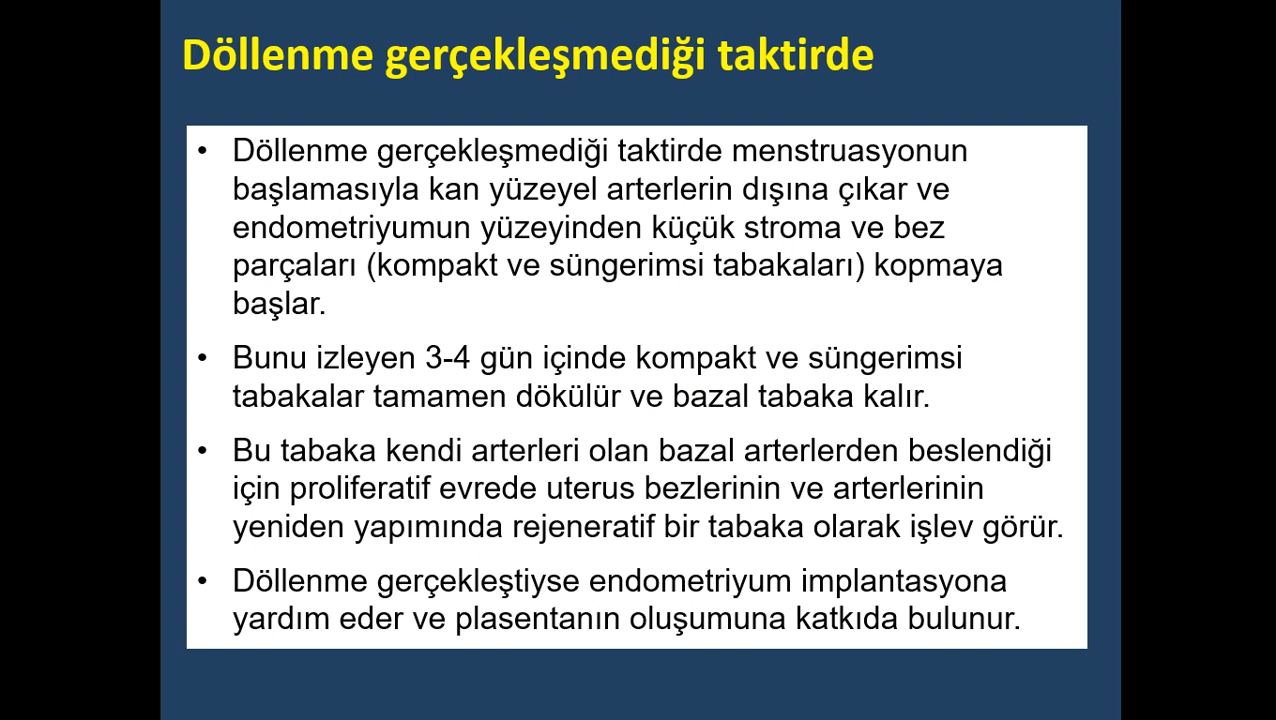 Döllenme gerçekleşmediği taktirde
• Döllenme gerçekleşmediği taktirde menstruasyonun
başlamasıyla kan yüzeyel arterlerin dışına çıkar ve
endometriyumun yüzeyinden küçük stroma ve bez
parçaları (kompakt ve süngerimsi tabakaları) kopmaya
başlar.
• Bunu izleyen 3-4 gün içinde kompakt ve süngerimsi
tabakalar tamamen dökülür ve bazal tabaka kalır.
• Bu tabaka kendi arterleri olan bazal arterlerden beslendiği
için proliferatif evrede uterus bezlerinin ve arterlerinin
yeniden yapımında rejeneratif bir tabaka olarak işlev görür.
• Döllenme gerçekleştiyse endometriyum implantasyona
yardım eder ve plasentanın oluşumuna katkıda bulunur.